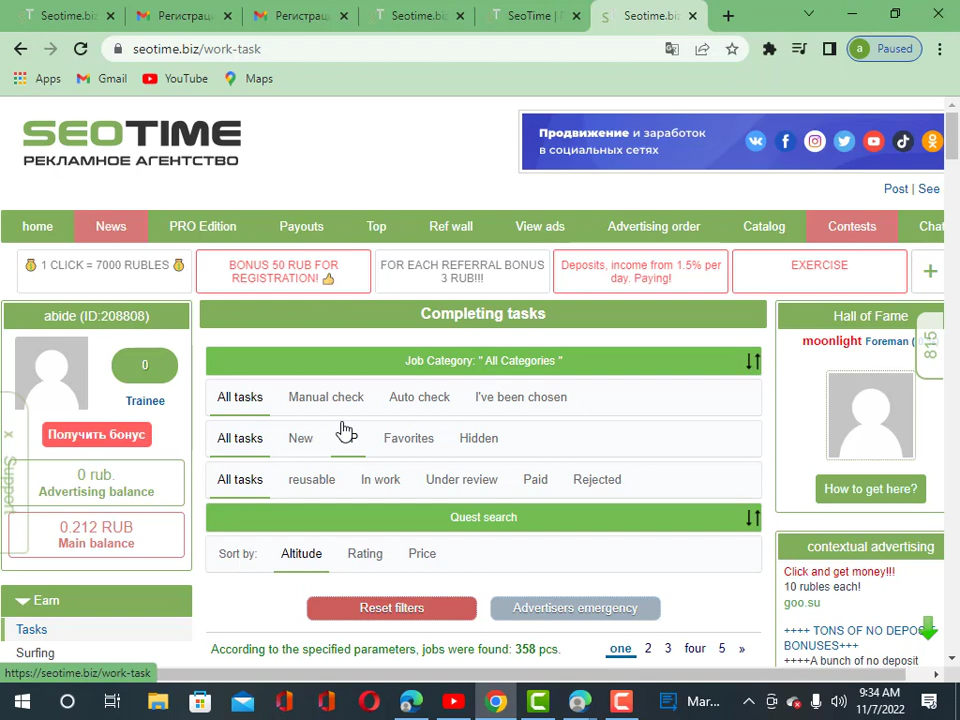 Seotime.b
Регистрац
Регистрац
Seotime.b
SeoTime | P
Seotime.b
seotime.biz/work-task
a
Paused
Apps
Gmail
YouTube
Maps
SEOTIME
РЕКЛАМНОЕ АГЕНТСТВО
Продвижение и заработок
в социальных сетях
Post | See
home
News
PRO Edition
Payouts
Top
Ref wall
View ads
Advertising order
Catalog
Contests
Chat
1 CLICK = 7000 RUBLES
BONUS 50 RUB FOR
REGISTRATION!
FOR EACH REFERRAL BONUS
3 RUB!!!
Deposits, income from 1.5% per
day. Paying!
EXERCISE
+
abide (ID:208808)
0
Trainee
Получить бонус
0 rub.
Advertising balance
0.212 RUB
Main balance
x
Support
Earn
Tasks
Surfing
Completing tasks
Job Category: " All Categories "
All tasks
Manual check
Auto check
I've been chosen
All tasks
New
Favorites
Hidden
All tasks
reusable
In work
Under review
Paid
Rejected
Quest search
Sort by:
Altitude
Rating
Price
Reset filters
Advertisers emergency
According to the specified parameters, jobs were found: 358 pcs.
one
2
3
four
5
»
Hall of Fame
moonlight Foreman
815
How to get here?
contextual advertising
Click and get money!!!
10 rubles each!
goo.su
++++ TONS OF NO DEPOS
BONUSES+++
++++A bunch of no deposit
https://seotime.biz/work-task
Mar...
9:34 AM
11/7/2022